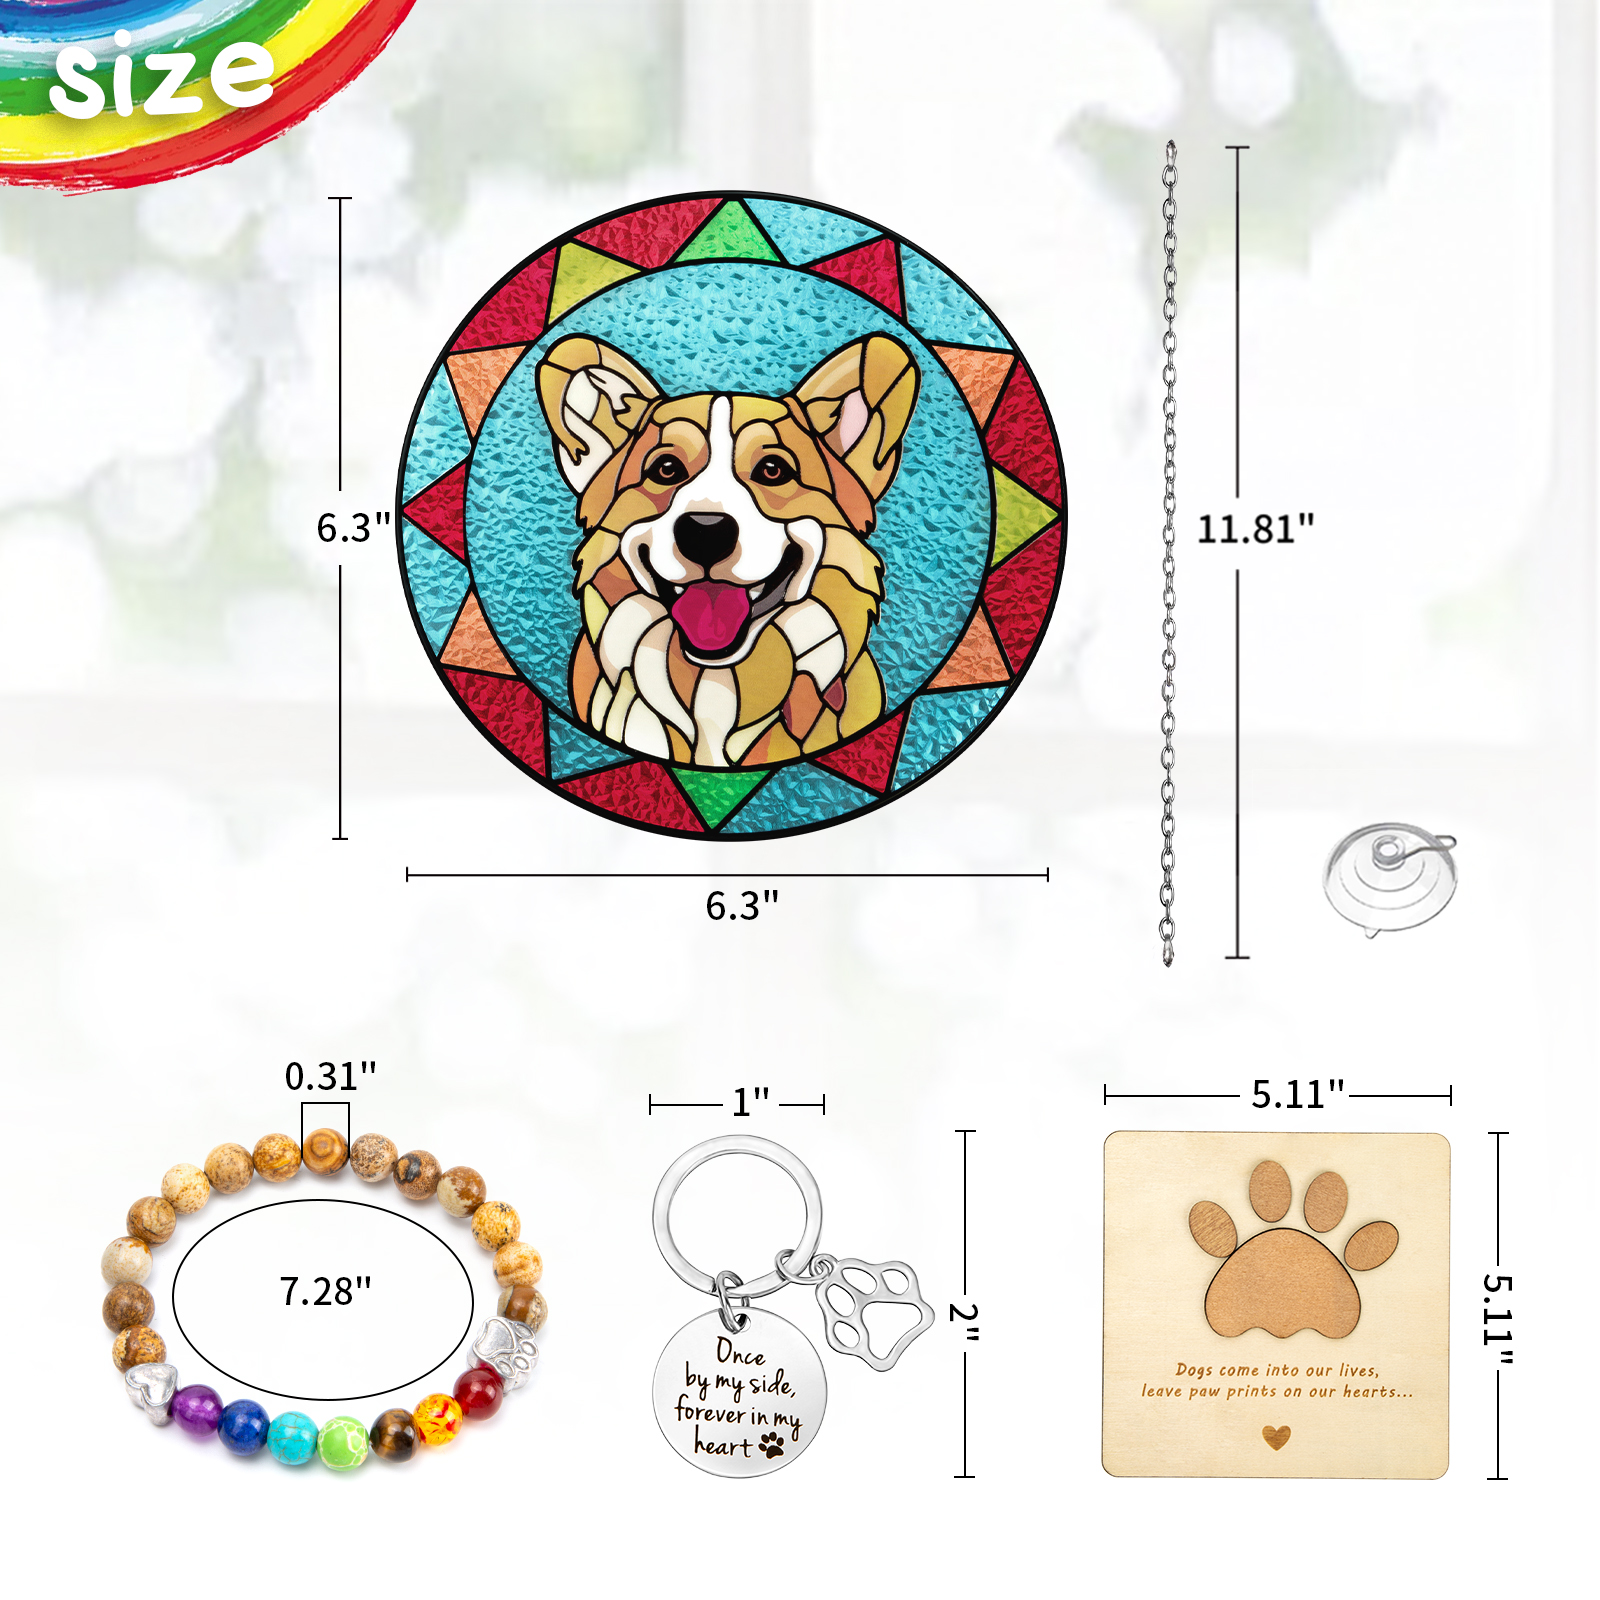 size
6.3"
11.81"
6.3"
0.31"
7.28"
1"
2"
Once
by my side,
forever in my
heart
5.11"
5.11"
Dogs come into our lives,
leave paw prints on our hearts...